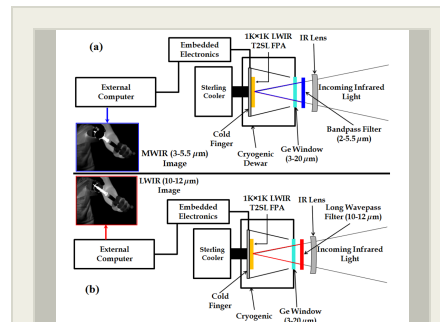 (a)
Embedded
Electronics
1K×1K LWIR
T2SL FPA
IR Lens
External
Computer
Sterling
Cooler
Incoming Infrared
Light
Cold
Finger
Cryogenic
Dewar
Ge Window
(3-20 μm)
Bandpass Filter
(2-5.5 μm)
MWIR (3-5.5 μm)
Image
LWIR (10-12 μm)
Image
Embedded
Electronics
1K×1K LWIR
T2SL FPA
IR Lens
Long Wavepass
Filter (10-12 μm)
External
Computer
Sterling
Cooler
Incoming Infrared
Light
(b)
Cold
Finger
Cryogenic
Ge Window
(3-20 μm)